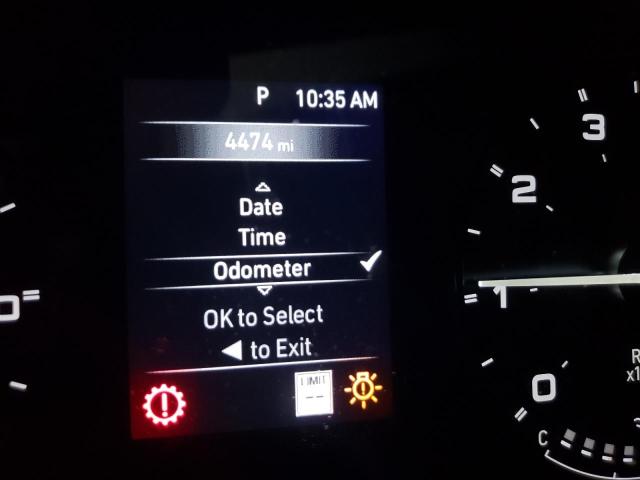 P 10:35 AM
4474 mi
Date
Time
Odometer
OK to Select
to Exit
LIMIT
--
3
2
1
0
C